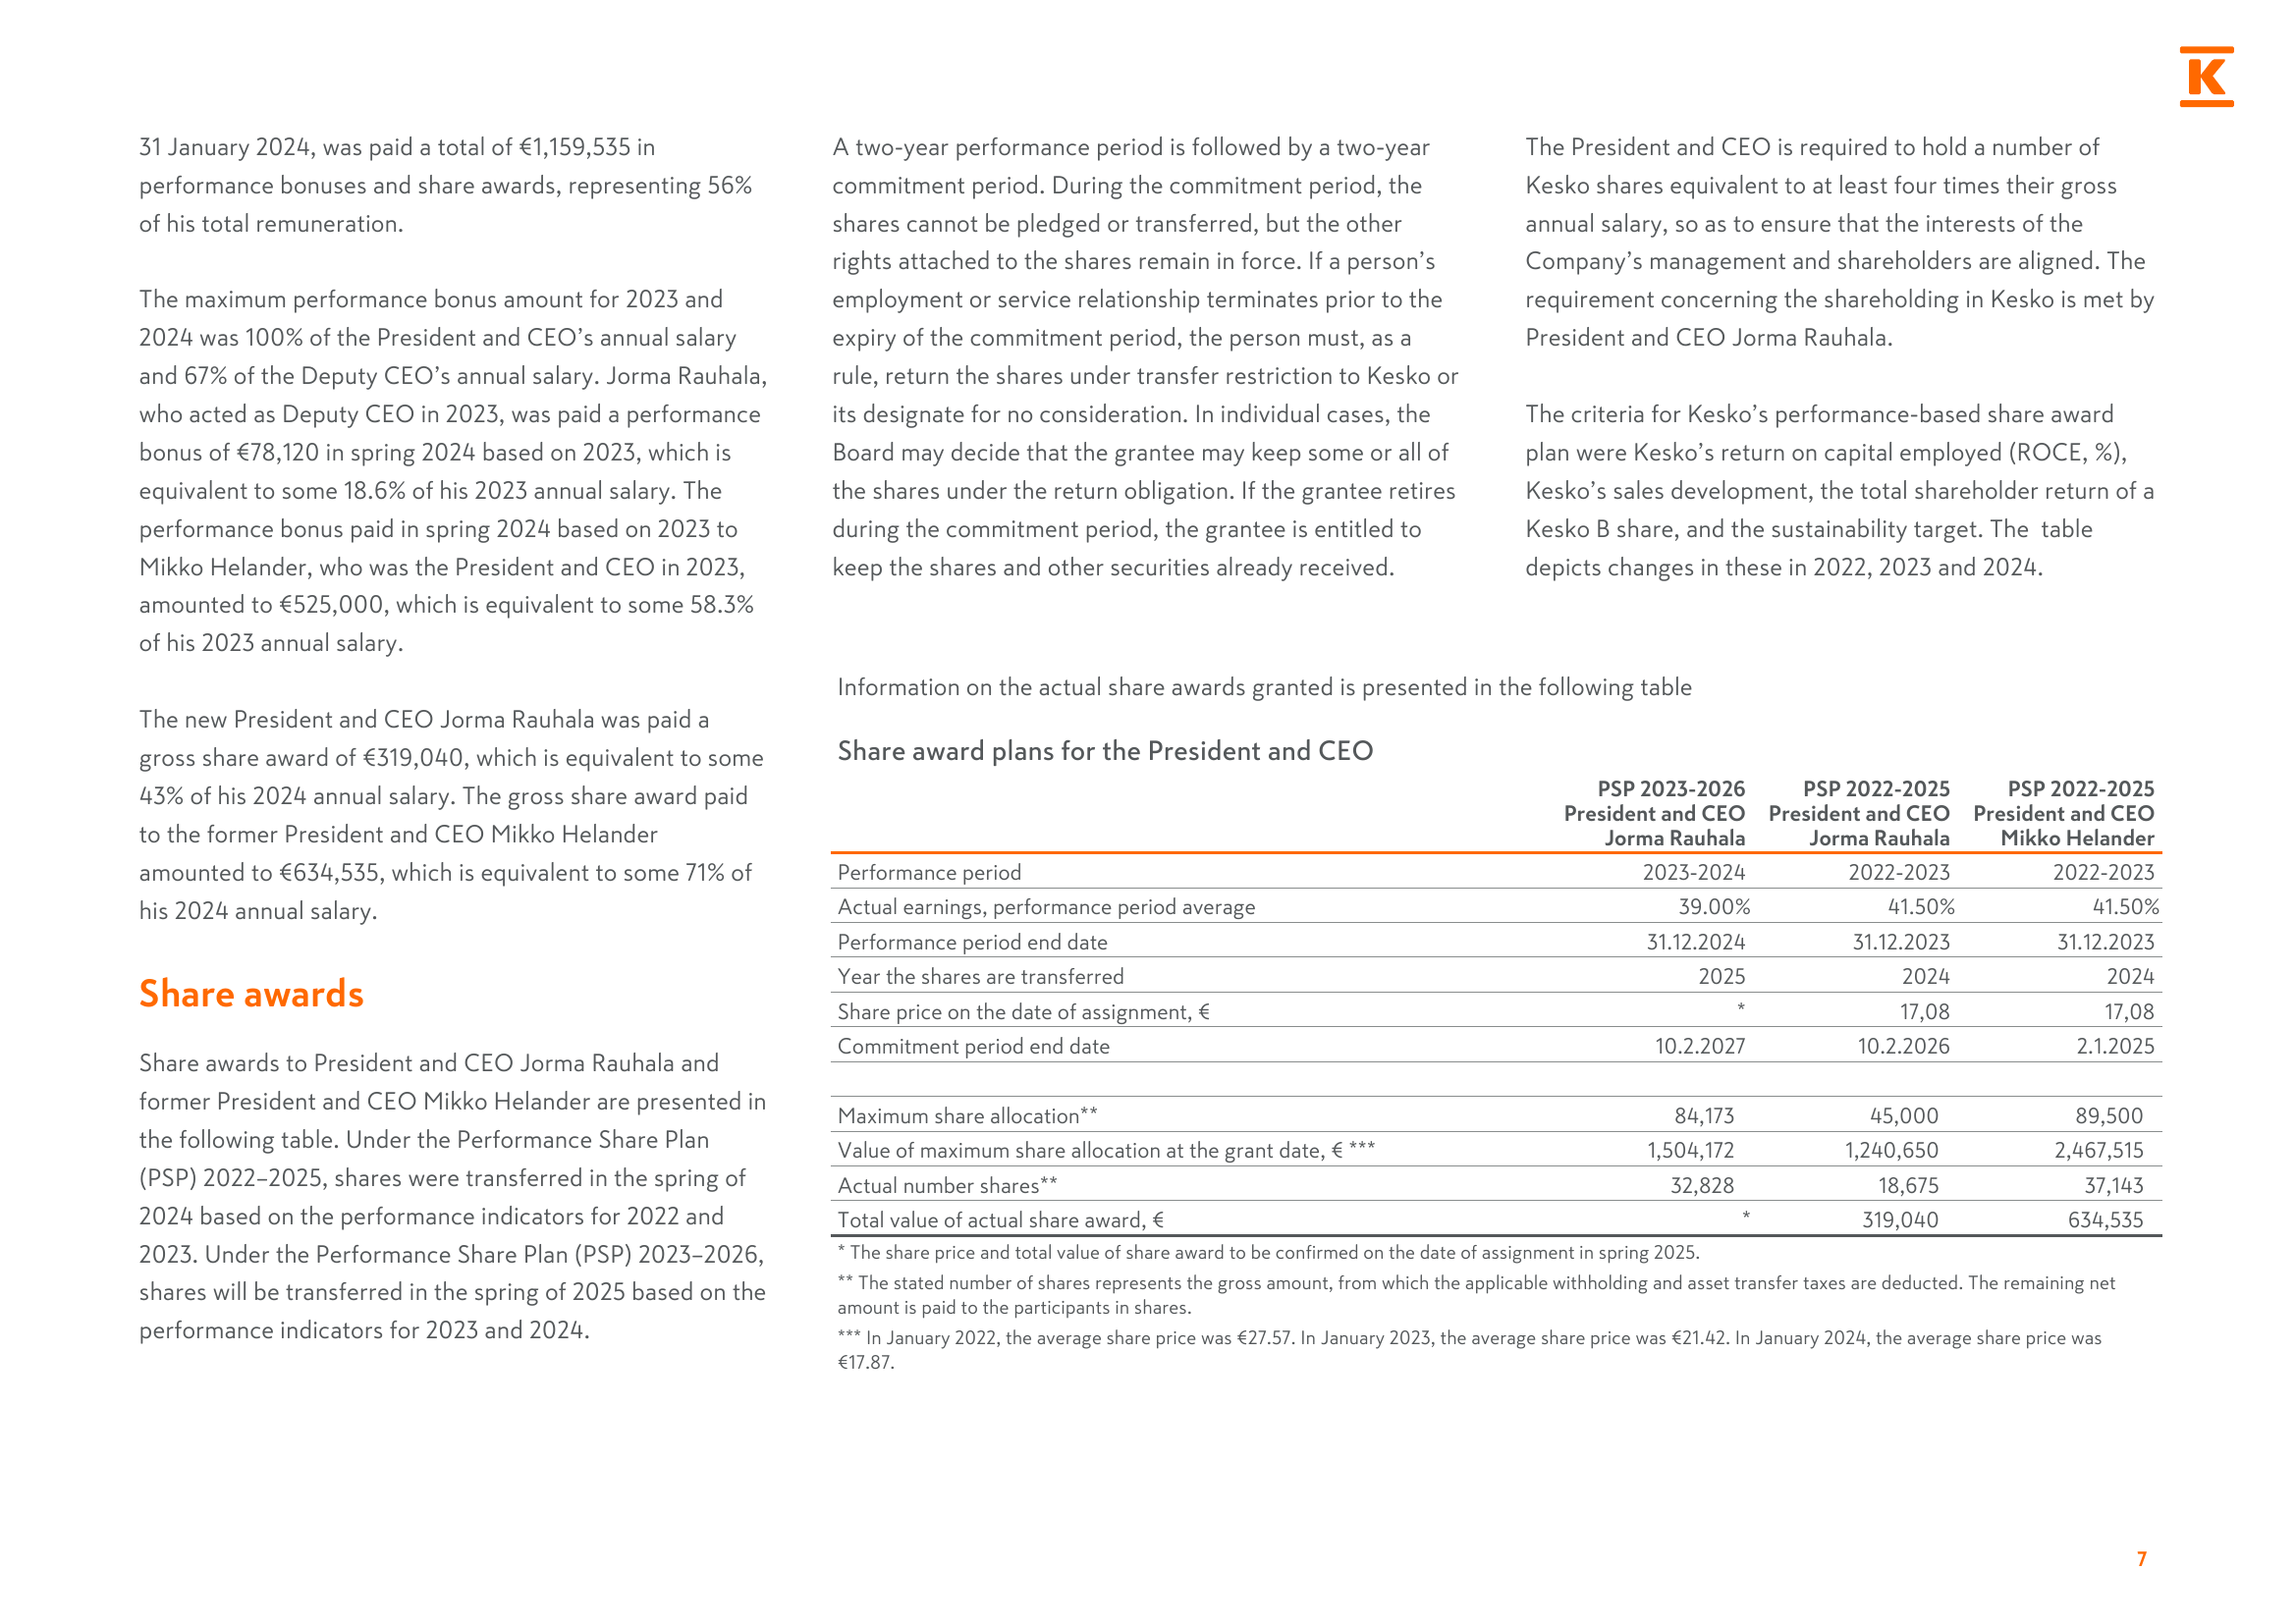 K
31 January 2024, was paid a total of €1,159,535 in
performance bonuses and share awards, representing 56%
of his total remuneration.
The maximum performance bonus amount for 2023 and
2024 was 100% of the President and CEO's annual salary
and 67% of the Deputy CEO's annual salary. Jorma Rauhala,
who acted as Deputy CEO in 2023, was paid a performance
bonus of €78,120 in spring 2024 based on 2023, which is
equivalent to some 18.6% of his 2023 annual salary. The
performance bonus paid in spring 2024 based on 2023 to
Mikko Helander, who was the President and CEO in 2023,
amounted to €525,000, which is equivalent to some 58.3%
of his 2023 annual salary.
The new President and CEO Jorma Rauhala was paid a
gross share award of €319,040, which is equivalent to some
43% of his 2024 annual salary. The gross share award paid
to the former President and CEO Mikko Helander
amounted to €634,535, which is equivalent to some 71% of
his 2024 annual salary.
Share awards
Share awards to President and CEO Jorma Rauhala and
former President and CEO Mikko Helander are presented in
the following table. Under the Performance Share Plan
(PSP) 2022–2025, shares were transferred in the spring of
2024 based on the performance indicators for 2022 and
2023. Under the Performance Share Plan (PSP) 2023–2026,
shares will be transferred in the spring of 2025 based on the
performance indicators for 2023 and 2024.
A two-year performance period is followed by a two-year
commitment period. During the commitment period, the
shares cannot be pledged or transferred, but the other
rights attached to the shares remain in force. If a person's
employment or service relationship terminates prior to the
expiry of the commitment period, the person must, as a
rule, return the shares under transfer restriction to Kesko or
its designate for no consideration. In individual cases, the
Board may decide that the grantee may keep some or all of
the shares under the return obligation. If the grantee retires
during the commitment period, the grantee is entitled to
keep the shares and other securities already received.
The President and CEO is required to hold a number of
Kesko shares equivalent to at least four times their gross
annual salary, so as to ensure that the interests of the
Company's management and shareholders are aligned. The
requirement concerning the shareholding in Kesko is met by
President and CEO Jorma Rauhala.
The criteria for Kesko's performance-based share award
plan were Kesko's return on capital employed (ROCE, %),
Kesko's sales development, the total shareholder return of a
Kesko B share, and the sustainability target. The table
depicts changes in these in 2022, 2023 and 2024.
Information on the actual share awards granted is presented in the following table
Share award plans for the President and CEO
PSP 2023-2026 PSP 2022-2025 PSP 2022-2025
President and CEO President and CEO President and CEO
Jorma Rauhala Jorma Rauhala Mikko Helander
Performance period 2023-2024 2022-2023 2022-2023
Actual earnings, performance period average 39.00% 41.50% 41.50%
Performance period end date 31.12.2024 31.12.2023 31.12.2023
Year the shares are transferred 2025 2024 2024
Share price on the date of assignment, € * 17,08 17,08
Commitment period end date 10.2.2027 10.2.2026 2.1.2025
Maximum share allocation** 84,173 45,000 89,500
Value of maximum share allocation at the grant date, € *** 1,504,172 1,240,650 2,467,515
Actual number shares** 32,828 18,675 37,143
Total value of actual share award, € * 319,040 634,535
* The share price and total value of share award to be confirmed on the date of assignment in spring 2025.
** The stated number of shares represents the gross amount, from which the applicable withholding and asset transfer taxes are deducted. The remaining net
amount is paid to the participants in shares.
*** In January 2022, the average share price was €27.57. In January 2023, the average share price was €21.42. In January 2024, the average share price was
€17.87.
7